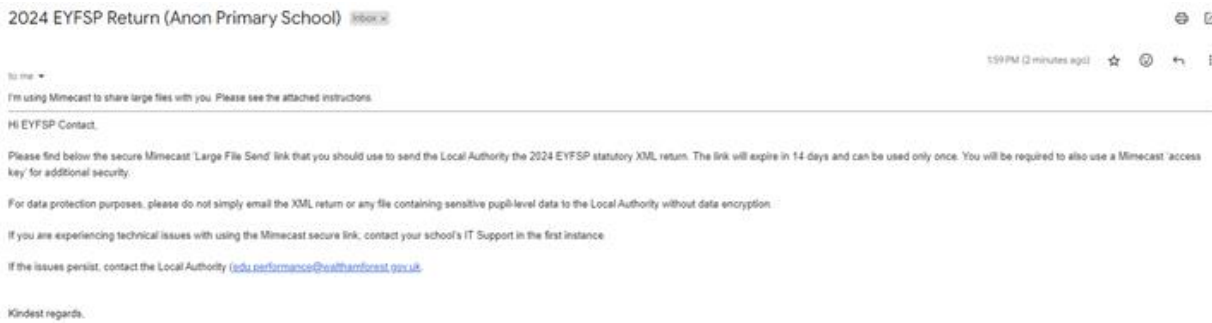 2024 EYFSP Return (Anon Primary School) Inbox ×
1:59 PM (2 minutes ago)
to me
I'm using Mimecast to share large files with you. Please see the attached instructions.
Hi EYFSP Contact,
Please find below the secure Mimecast 'Large File Send' link that you should use to send the Local Authority the 2024 EYFSP statutory XML return. The link will expire in 14 days and can be used only once. You will be required to also use a Mimecast 'access
key' for additional security.
For data protection purposes, please do not simply email the XML return or any file containing sensitive pupil-level data to the Local Authority without data encryption.
If you are experiencing technical issues with using the Mimecast secure link, contact your school's IT Support in the first instance.
If the issues persist, contact the Local Authority (edu.performance@walthamforest.gov.uk.
Kindest regards,